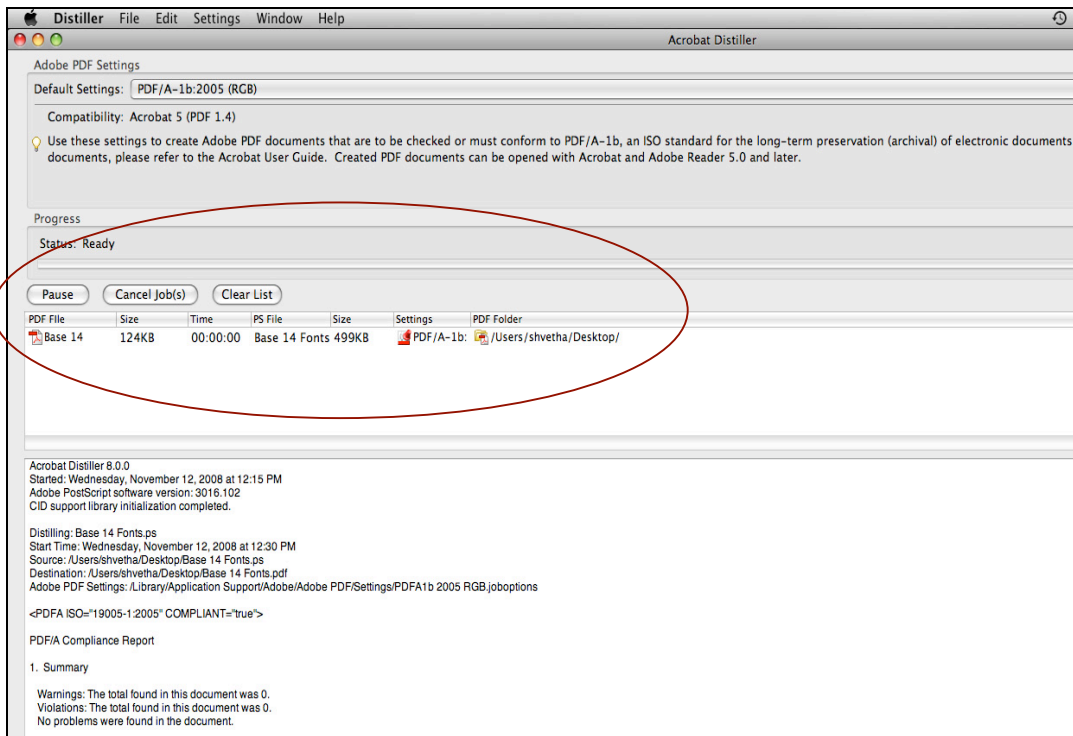 Distiller File Edit Settings Window Help
Acrobat Distiller
Adobe PDF Settings
Default Settings: PDF/A-1b:2005 (RGB)
Compatibility: Acrobat 5 (PDF 1.4)
Use these settings to create Adobe PDF documents that are to be checked or must conform to PDF/A-1b, an ISO standard for the long-term preservation (archival) of electronic documents
documents, please refer to the Acrobat User Guide. Created PDF documents can be opened with Acrobat and Adobe Reader 5.0 and later.
Progress
Status: Ready
Pause Cancel Job(s) Clear List
PDF File Size Time PS File Size Settings PDF Folder
Base 14 124KB 00:00:00 Base 14 Fonts 499KB PDF/A-1b: /Users/shvetha/Desktop/
Acrobat Distiller 8.0.0
Started: Wednesday, November 12, 2008 at 12:15 PM
Adobe PostScript software version: 3016.102
CID support library initialization completed.
Distilling: Base 14 Fonts.ps
Start Time: Wednesday, November 12, 2008 at 12:30 PM
Source: /Users/shvetha/Desktop/Base 14 Fonts.ps
Destination: /Users/shvetha/Desktop/Base 14 Fonts.pdf
Adobe PDF Settings: /Library/Application Support/Adobe/Adobe PDF/Settings/PDFA1b 2005 RGB.joboptions
<PDFA ISO="19005-1:2005" COMPLIANT="true">
PDF/A Compliance Report
1. Summary
Warnings: The total found in this document was 0.
Violations: The total found in this document was 0.
No problems were found in the document.